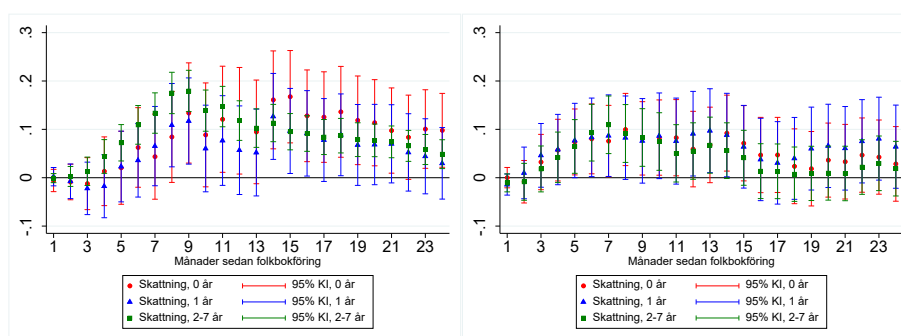 .3
.2
.1
0
-.1
1 3 5 7 9 11 13 15 17 19 21 23
Månader sedan folkbokföring
Skattning, 0 år 95% KI, 0 år
Skattning, 1 år 95% KI, 1 år
Skattning, 2-7 år 95% KI, 2-7 år
.3
.2
.1
0
-.1
1 3 5 7 9 11 13 15 17 19 21 23
Månader sedan folkbokföring
Skattning, 0 år 95% KI, 0 år
Skattning, 1 år 95% KI, 1 år
Skattning, 2-7 år 95% KI, 2-7 år